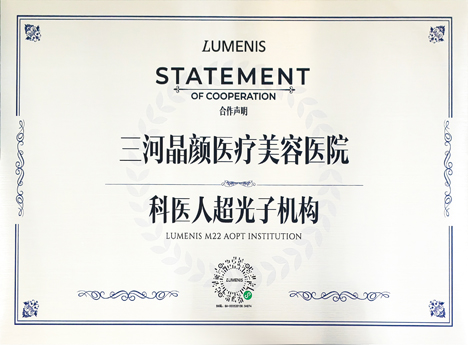 LUMENIS
STATEMENT
OF COOPERATION
合作声明
三河晶颜医疗美容医院
科医人超光子机构
LUMENIS M22 AOPT INSTITUTION
LUMENIS